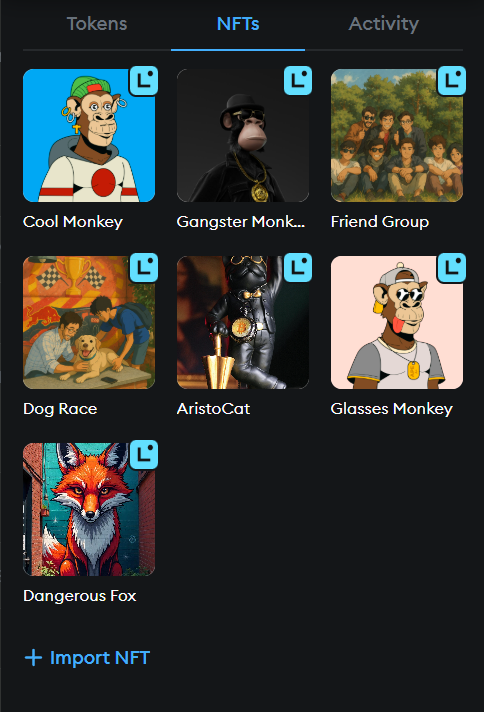 Tokens NFTs Activity
Cool Monkey Gangster Monk... Friend Group
Dog Race AristoCat Glasses Monkey
Dangerous Fox
+ Import NFT